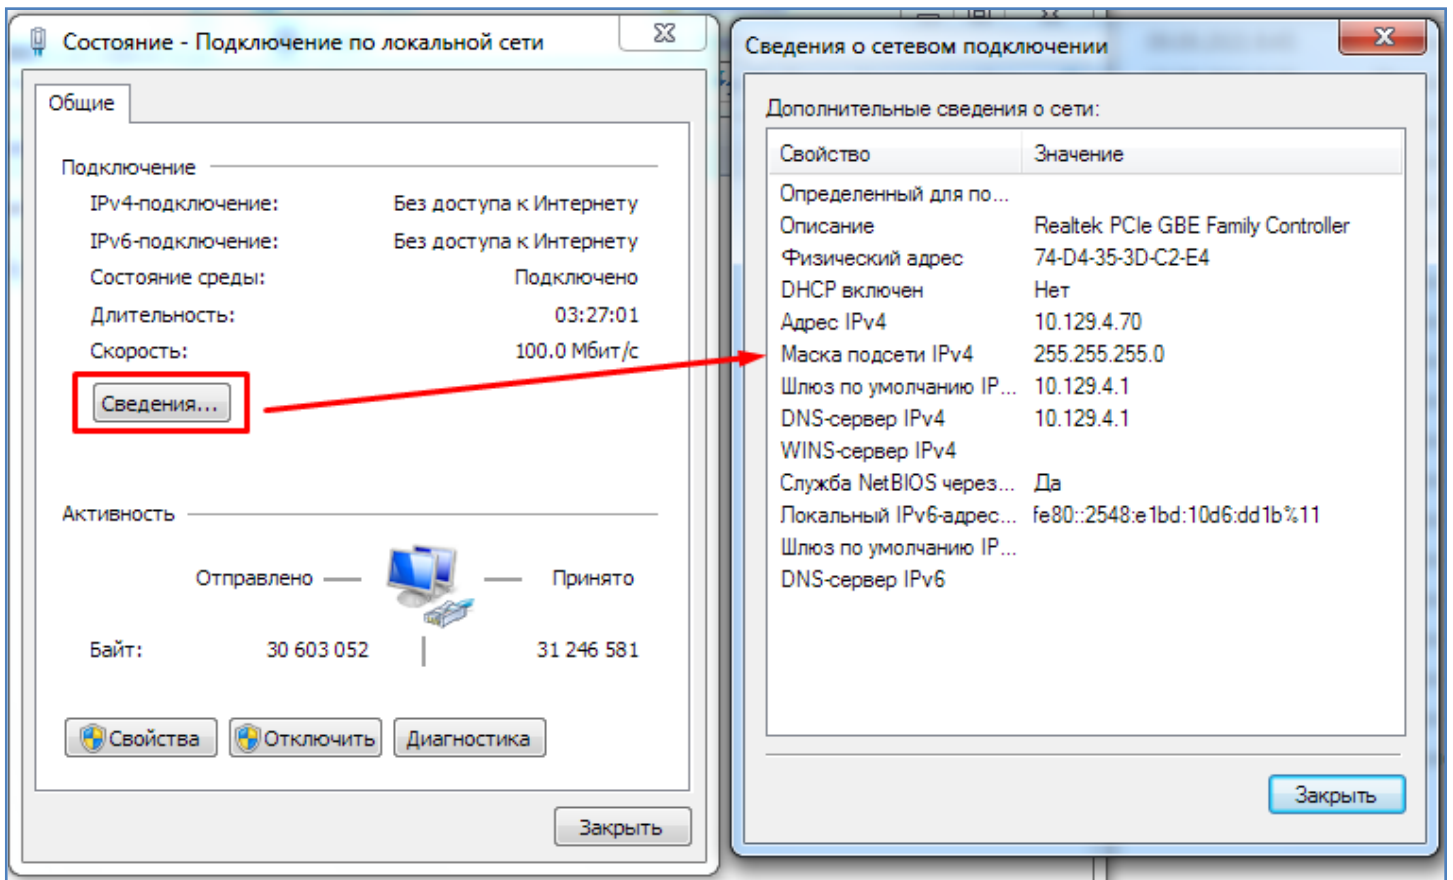 Состояние - Подключение по локальной сети
Общие
Подключение
IPv4-подключение: Без доступа к Интернету
IPv6-подключение: Без доступа к Интернету
Состояние среды: Подключено
Длительность: 03:27:01
Скорость: 100.0 Мбит/с
Сведения...
Активность
Отправлено — — Принято
Байт: 30 603 052 31 246 581
Свойства Отключить Диагностика
Закрыть
Сведения о сетевом подключении
Дополнительные сведения о сети:
Свойство Значение
Определенный для по...
Описание Realtek PCIe GBE Family Controller
Физический адрес 74-D4-35-3D-C2-E4
DHCP включен Нет
Адрес IPv4 10.129.4.70
Маска подсети IPv4 255.255.255.0
Шлюз по умолчанию IP... 10.129.4.1
DNS-сервер IPv4 10.129.4.1
WINS-сервер IPv4
Служба NetBIOS через... Да
Локальный IPv6-адрес... fe80::2548:e1bd:10d6:dd1b%11
Шлюз по умолчанию IP...
DNS-сервер IPv6
Закрыть